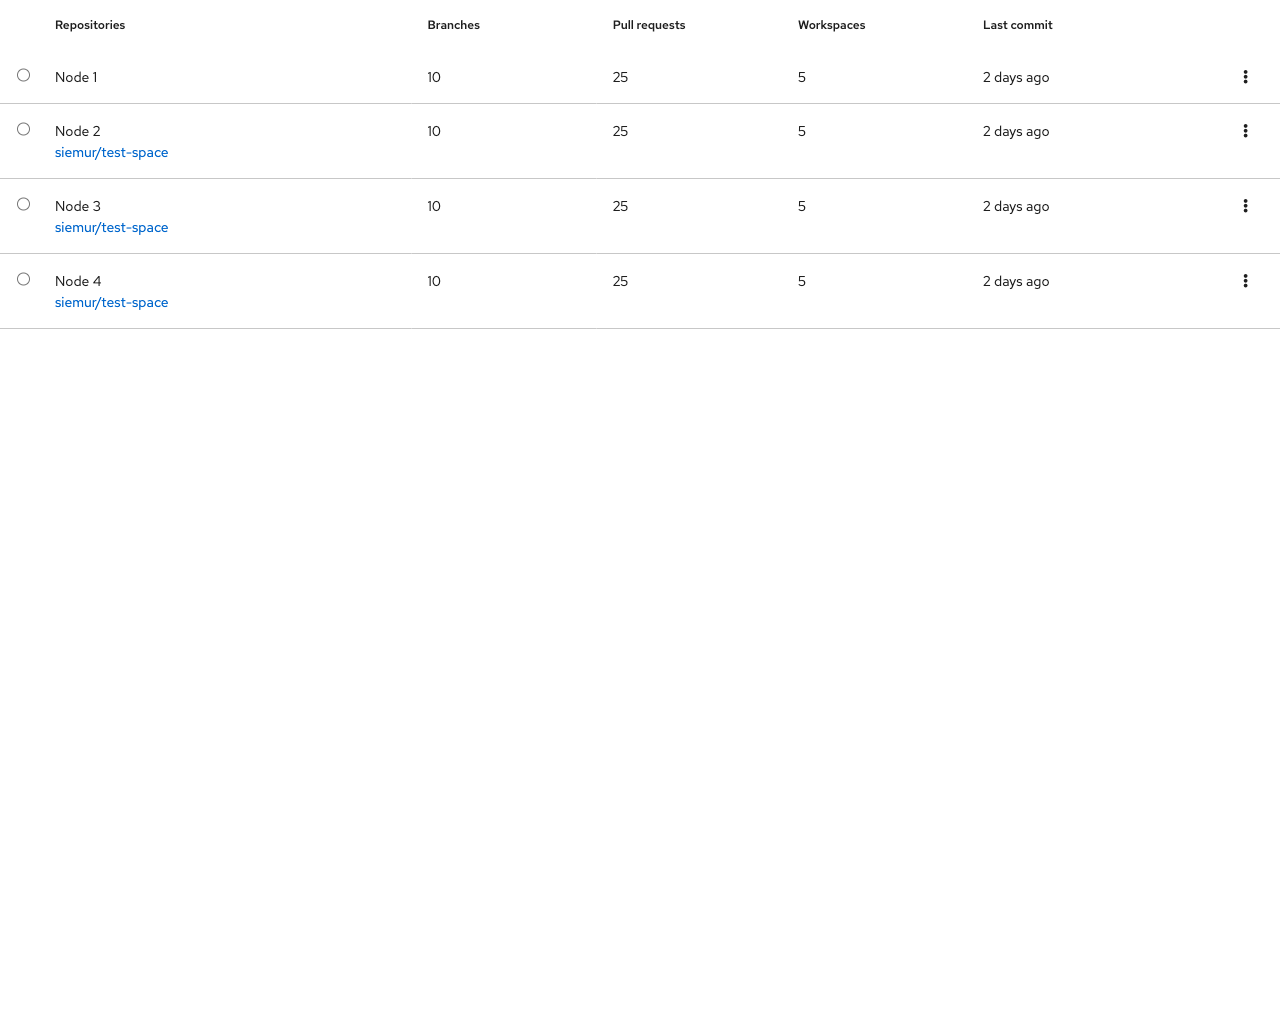 Repositories Branches Pull requests Workspaces Last commit
Node 1 10 25 5 2 days ago
Node 2 10 25 5 2 days ago
siemur/test-space
Node 3 10 25 5 2 days ago
siemur/test-space
Node 4 10 25 5 2 days ago
siemur/test-space